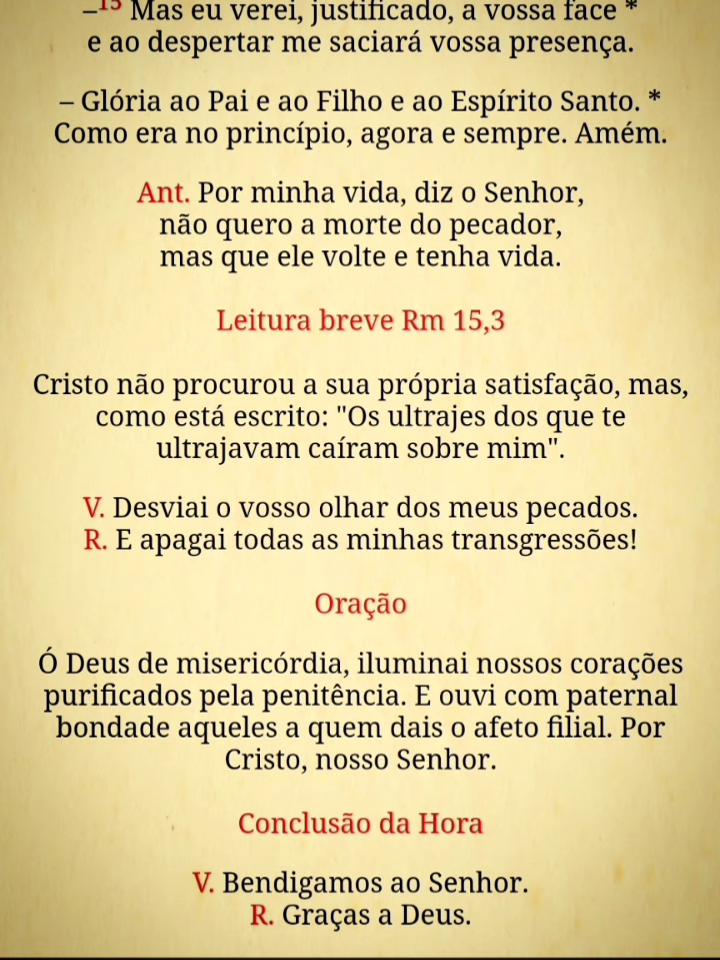 –15 Mas eu verei, justificado, a vossa face *
e ao despertar me saciará vossa presença.
– Glória ao Pai e ao Filho e ao Espírito Santo. *
Como era no princípio, agora e sempre. Amém.
Ant. Por minha vida, diz o Senhor,
não quero a morte do pecador,
mas que ele volte e tenha vida.
Leitura breve Rm 15,3
Cristo não procurou a sua própria satisfação, mas,
como está escrito: "Os ultrajes dos que te
ultrajavam caíram sobre mim".
V. Desviai o vosso olhar dos meus pecados.
R. E apagai todas as minhas transgressões!
Oração
Ó Deus de misericórdia, iluminai nossos corações
purificados pela penitência. E ouvi com paternal
bondade aqueles a quem dais o afeto filial. Por
Cristo, nosso Senhor.
Conclusão da Hora
V. Bendigamos ao Senhor.
R. Graças a Deus.